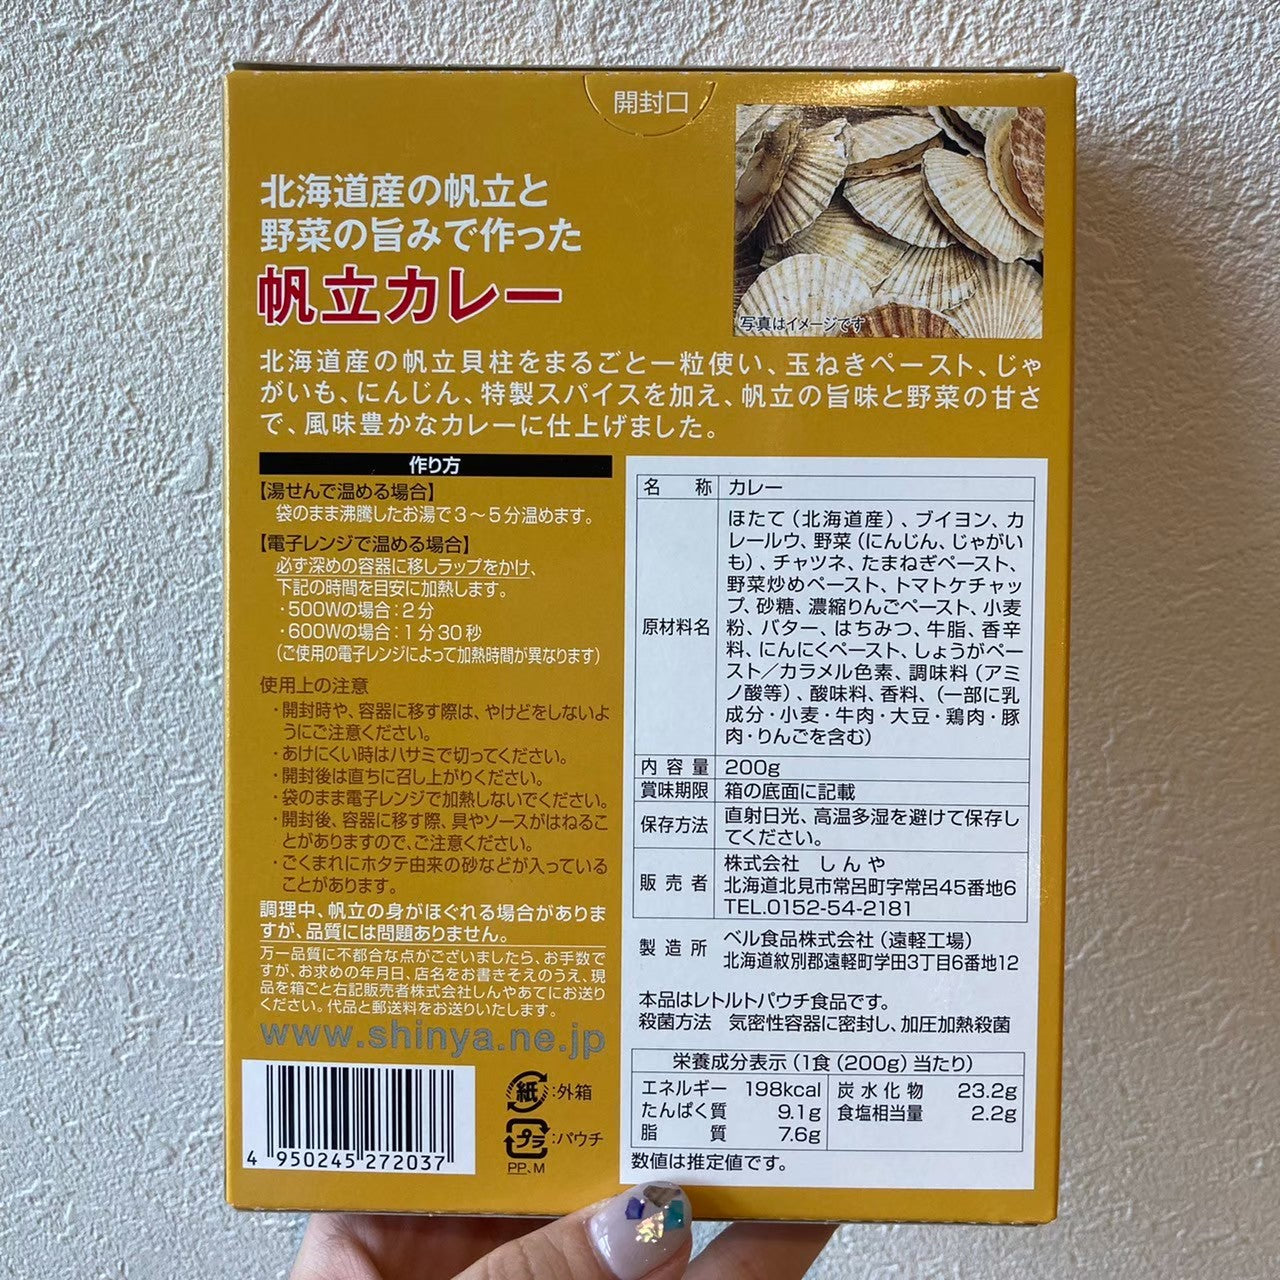 開封口
北海道産の帆立と
野菜の旨みで作った
帆立カレー
写真はイメージです
北海道産の帆立貝柱をまるごと一粒使い、玉ねきペースト、じゃ
がいも、にんじん、特製スパイスを加え、帆立の旨味と野菜の甘さ
で、風味豊かなカレーに仕上げました。
作り方
【湯せんで温める場合】
袋のまま沸騰したお湯で3〜5分温めます。
【電子レンジで温める場合】
必ず深めの容器に移しラップをかけ、
下記の時間を目安に加熱します。
・500Wの場合：2分
・600Wの場合：1分30秒
（ご使用の電子レンジによって加熱時間が異なります）
使用上の注意
・開封時や、容器に移す際は、やけどをしないよ
うにご注意ください。
・あけにくい時はハサミで切ってください。
・開封後は直ちに召し上がりください。
・袋のまま電子レンジで加熱しないでください。
・開封後、容器に移す際、具やソースがはねるこ
とがありますので、ご注意ください。
・ごくまれにホタテ由来の砂などが入っている
ことがあります。
調理中、帆立の身がほぐれる場合がありま
すが、品質には問題ありません。
万一品質に不都合な点がございましたら、お手数で
すが、お求めの年月日、店名をお書きそえのうえ、現
品を箱ごと右記販売者株式会社しんやあてにお送り
ください。代品と郵送料をお送りいたします。
www.shinya.ne.jp
4 950245 272037
紙：外箱
プラ：パウチ
PP、M
名称 カレー
原材料名 ほたて（北海道産）、ブイヨン、カ
レールウ、野菜（にんじん、じゃがい
も）、チャツネ、たまねぎペースト、
野菜炒めペースト、トマトケチャッ
プ、砂糖、濃縮りんごペースト、小麦
粉、バター、はちみつ、牛脂、香辛
料、にんにくペースト、しょうがペー
スト／カラメル色素、調味料（アミ
ノ酸等）、酸味料、香料、（一部に乳
成分・小麦・牛肉・大豆・鶏肉・豚
肉・りんごを含む）
内容量 200g
賞味期限 箱の底面に記載
保存方法 直射日光、高温多湿を避けて保存し
てください。
販売者 株式会社 しんや
北海道北見市常呂町字常呂45番地6
TEL.0152-54-2181
製造所 ベル食品株式会社（遠軽工場）
北海道紋別郡遠軽町学田3丁目6番地12
本品はレトルトパウチ食品です。
殺菌方法 気密性容器に密封し、加圧加熱殺菌
栄養成分表示（1食（200g）当たり）
エネルギー 198kcal 炭水化物 23.2g
たんぱく質 9.1g 食塩相当量 2.2g
脂質 7.6g
数値は推定値です。